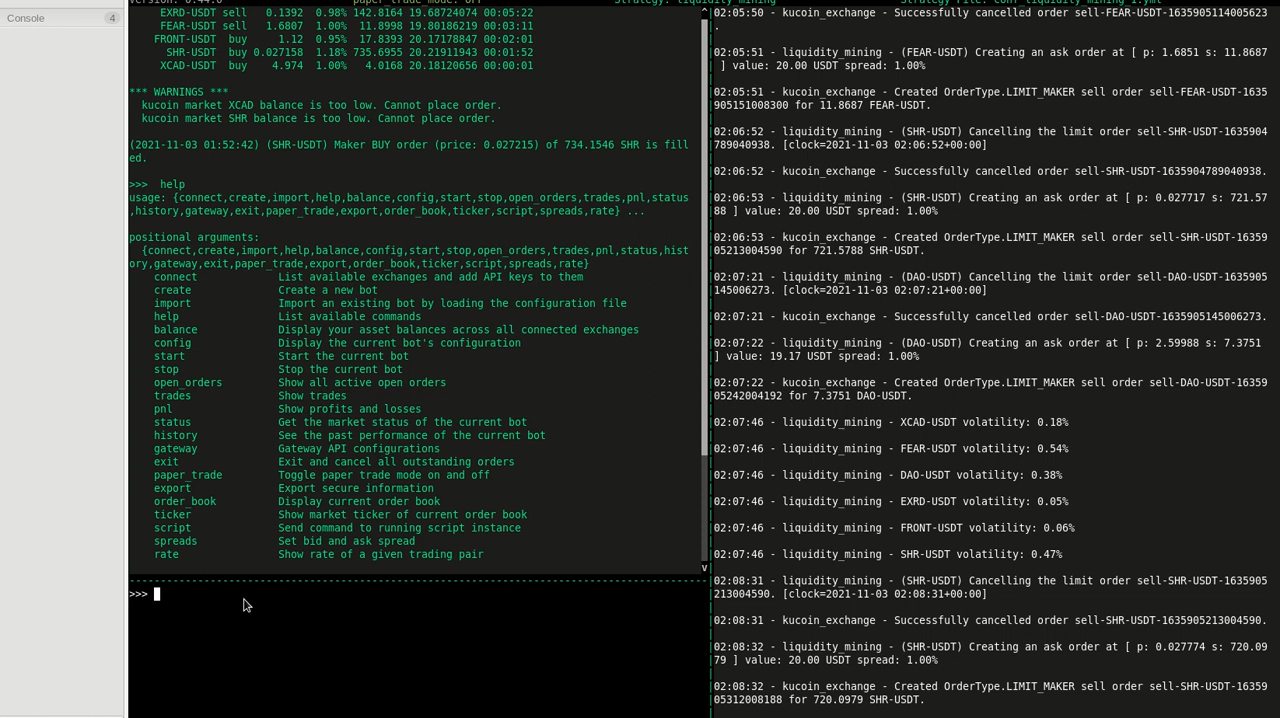 Console
4
Version: 0.44.0 paper_trade_mode: OFF Strategy: liquidity_mining Strategy File: conf_liquidity_mining_1.yml
EXRD-USDT sell 0.1392 0.98% 142.8164 19.68724074 00:05:22
FEAR-USDT sell 1.6807 1.00% 11.8998 19.80186219 00:03:11
FRONT-USDT buy 1.12 0.95% 17.8393 20.17178847 00:02:01
SHR-USDT buy 0.027158 1.18% 735.6955 20.21911943 00:01:52
XCAD-USDT buy 4.974 1.00% 4.0168 20.18120656 00:00:01
*** WARNINGS ***
kucoin market XCAD balance is too low. Cannot place order.
kucoin market SHR balance is too low. Cannot place order.
(2021-11-03 01:52:42) (SHR-USDT) Maker BUY order (price: 0.027215) of 734.1546 SHR is fill
ed.
>>> help
usage: {connect,create,import,help,balance,config,start,stop,open_orders,trades,pnl,status
,history,gateway,exit,paper_trade,export,order_book,ticker,script,spreads,rate} ...
positional arguments:
{connect,create,import,help,balance,config,start,stop,open_orders,trades,pnl,status,hist
ory,gateway,exit,paper_trade,export,order_book,ticker,script,spreads,rate}
connect List available exchanges and add API keys to them
create Create a new bot
import Import an existing bot by loading the configuration file
help List available commands
balance Display your asset balances across all connected exchanges
config Display the current bot's configuration
start Start the current bot
stop Stop the current bot
open_orders Show all active open orders
trades Show trades
pnl Show profits and losses
status Get the market status of the current bot
history See the past performance of the current bot
gateway Gateway API configurations
exit Exit and cancel all outstanding orders
paper_trade Toggle paper trade mode on and off
export Export secure information
order_book Display current order book
ticker Show market ticker of current order book
script Send command to running script instance
spreads Set bid and ask spread
rate Show rate of a given trading pair
>>>
02:05:50 - kucoin_exchange - Successfully cancelled order sell-FEAR-USDT-1635905114005623
.
02:05:51 - liquidity_mining - (FEAR-USDT) Creating an ask order at [ p: 1.6851 s: 11.8687
] value: 20.00 USDT spread: 1.00%
02:05:51 - kucoin_exchange - Created OrderType.LIMIT_MAKER sell order sell-FEAR-USDT-1635
905151008300 for 11.8687 FEAR-USDT.
02:06:52 - liquidity_mining - (SHR-USDT) Cancelling the limit order sell-SHR-USDT-1635904
789040938. [clock=2021-11-03 02:06:52+00:00]
02:06:52 - kucoin_exchange - Successfully cancelled order sell-SHR-USDT-1635904789040938.
02:06:53 - liquidity_mining - (SHR-USDT) Creating an ask order at [ p: 0.027717 s: 721.57
88 ] value: 20.00 USDT spread: 1.00%
02:06:53 - kucoin_exchange - Created OrderType.LIMIT_MAKER sell order sell-SHR-USDT-16359
05213004590 for 721.5788 SHR-USDT.
02:07:21 - liquidity_mining - (DAO-USDT) Cancelling the limit order sell-DAO-USDT-1635905
145006273. [clock=2021-11-03 02:07:21+00:00]
02:07:21 - kucoin_exchange - Successfully cancelled order sell-DAO-USDT-1635905145006273.
02:07:22 - liquidity_mining - (DAO-USDT) Creating an ask order at [ p: 2.59988 s: 7.3751
] value: 19.17 USDT spread: 1.00%
02:07:22 - kucoin_exchange - Created OrderType.LIMIT_MAKER sell order sell-DAO-USDT-16359
05242004192 for 7.3751 DAO-USDT.
02:07:46 - liquidity_mining - XCAD-USDT volatility: 0.18%
02:07:46 - liquidity_mining - FEAR-USDT volatility: 0.54%
02:07:46 - liquidity_mining - DAO-USDT volatility: 0.38%
02:07:46 - liquidity_mining - EXRD-USDT volatility: 0.05%
02:07:46 - liquidity_mining - FRONT-USDT volatility: 0.06%
02:07:46 - liquidity_mining - SHR-USDT volatility: 0.47%
02:08:31 - liquidity_mining - (SHR-USDT) Cancelling the limit order sell-SHR-USDT-1635905
213004590. [clock=2021-11-03 02:08:31+00:00]
02:08:31 - kucoin_exchange - Successfully cancelled order sell-SHR-USDT-1635905213004590.
02:08:32 - liquidity_mining - (SHR-USDT) Creating an ask order at [ p: 0.027774 s: 720.09
79 ] value: 20.00 USDT spread: 1.00%
02:08:32 - kucoin_exchange - Created OrderType.LIMIT_MAKER sell order sell-SHR-USDT-16359
05312008188 for 720.0979 SHR-USDT.